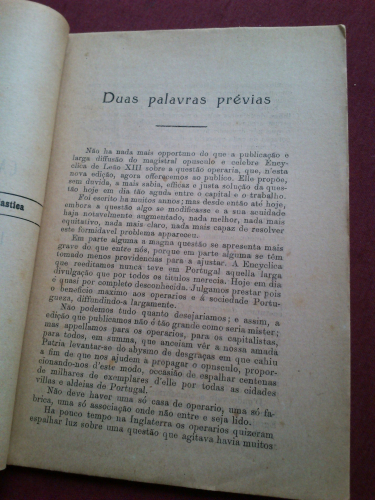 Duas palavras prévias
Não ha nada mais opportuno do que a publicação e
larga diffusão do magistral opusculo e celebre Ency-
clica de Leão XIII sobre a questão operaria, que, n'esta
nova edição, agora offerecemos ao publico. Ella propõe,
sem duvida, a mais sabia, efficaz e justa solução da ques-
tão hoje em dia tão aguda entre o capital e o trabalho.
Foi escrito ha muitos annos; mas desde então até hoje,
embora a questão algo se modificasse e a sua acuidade
haja notavelmente augmentado, nada melhor, nada mais
equitativo, nada mais claro, nada mais capaz de resolver
esse formidavel problema appareceu.
Em parte alguma a magna questão se apresenta mais
grave do que entre nós, porque em parte alguma se têm
tomado menos providencias para a ajustar. A Encyclica
que reeditamos nunca teve em Portugal aquella larga
divulgação que por todos os titulos merecia. Hoje em dia
é quasi por completo desconhecida. Julgamos prestar pois
o beneficio maximo aos operarios e á sociedade Portu-
gueza, diffundindo-a largamente.
Não podemos tudo quanto desejariamos; e assim, a
edição que publicamos não é tão grande como seria mister;
mas appellamos para os operarios, para os capitalistas,
para todos, em summa, que anceiam vêr a nossa amada
Patria levantar-se do abysmo de desgraças em que cahiu
a fim de que nos ajudem a propagar o opusculo, propor-
cionando-nos d'este modo, occasião de espalhar centenas
de milhares de exemplares d'elle por todas as cidades
villas e aldeias de Portugal.
Não deve haver uma só casa de operario, uma só fa-
brica, uma só associação onde não entre e seja lido.
Ha pouco tempo na Inglaterra os operarios quizeram
espalhar luz sobre uma questão que agitava havia muitos